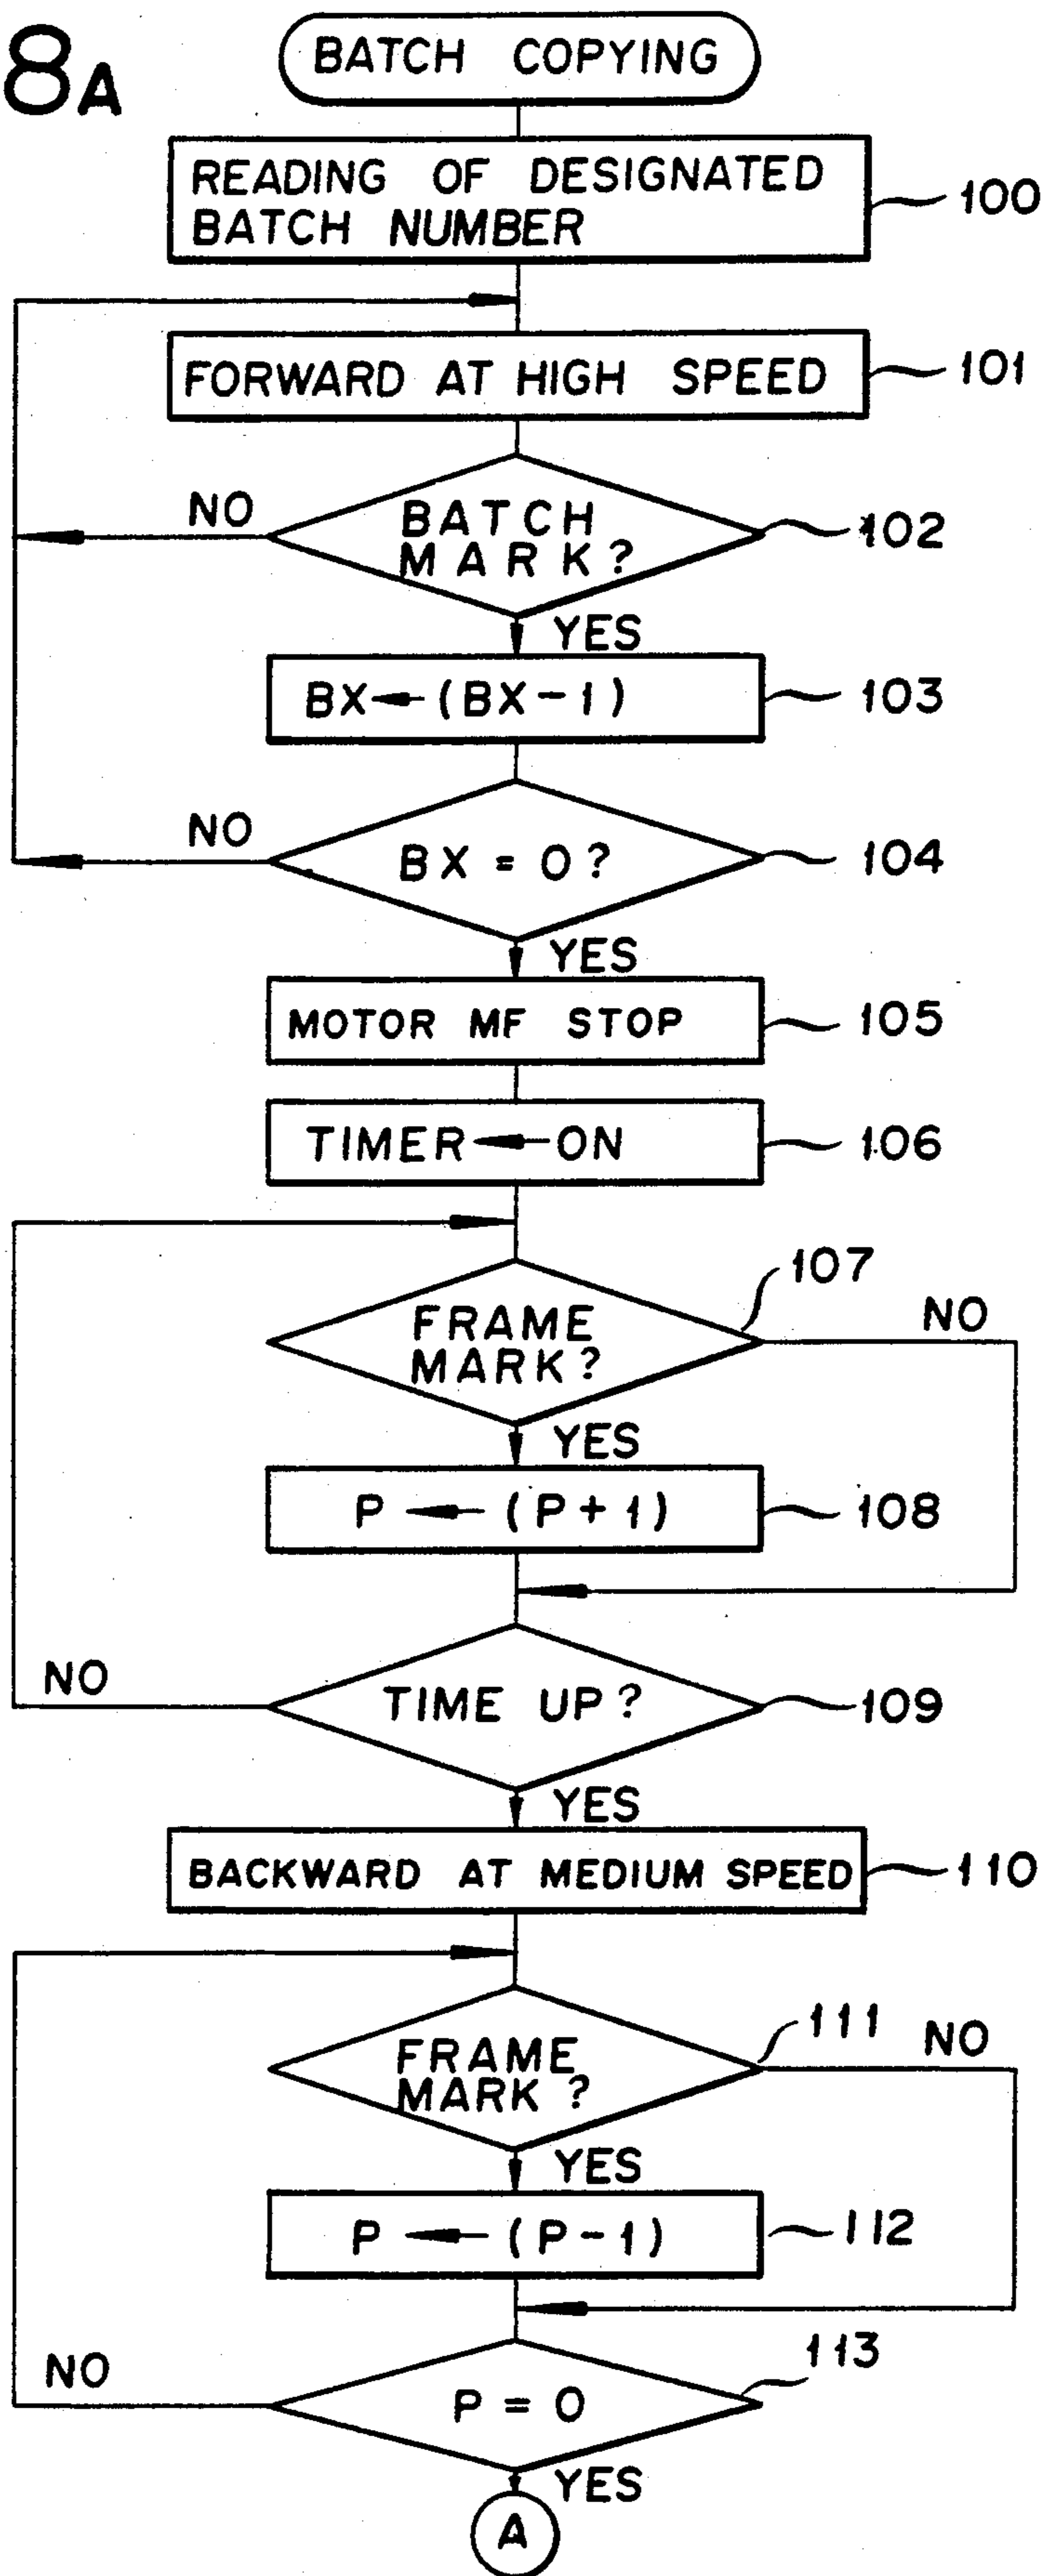 8A
BATCH COPYING
READING OF DESIGNATED
BATCH NUMBER
100
FORWARD AT HIGH SPEED
101
BATCH
MARK?
102
NO
YES
BX←(BX-1)
103
BX = 0?
104
NO
YES
MOTOR MF STOP
105
TIMER←ON
106
FRAME
MARK?
107
NO
YES
P ← (P+1)
108
TIME UP?
109
NO
YES
BACKWARD AT MEDIUM SPEED
110
FRAME
MARK?
111
NO
YES
P ← (P-1)
112
P = 0
113
NO
YES
A